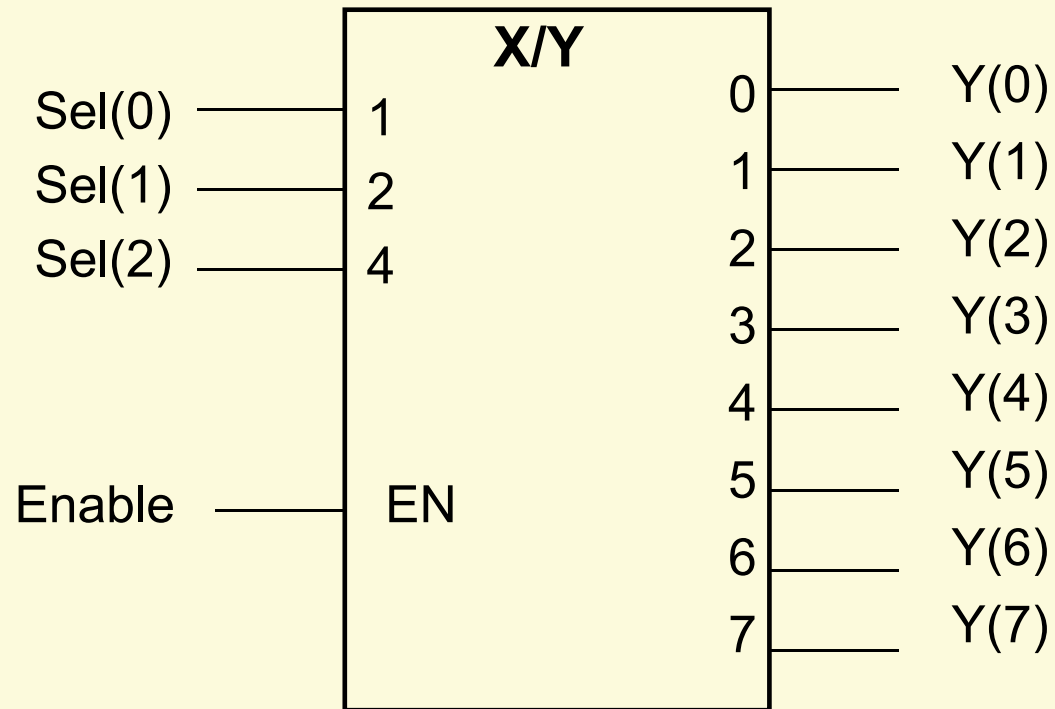 X/Y
Sel(0) 1 0 Y(0)
Sel(1) 2 1 Y(1)
Sel(2) 4 2 Y(2)
3 Y(3)
4 Y(4)
Enable EN 5 Y(5)
6 Y(6)
7 Y(7)